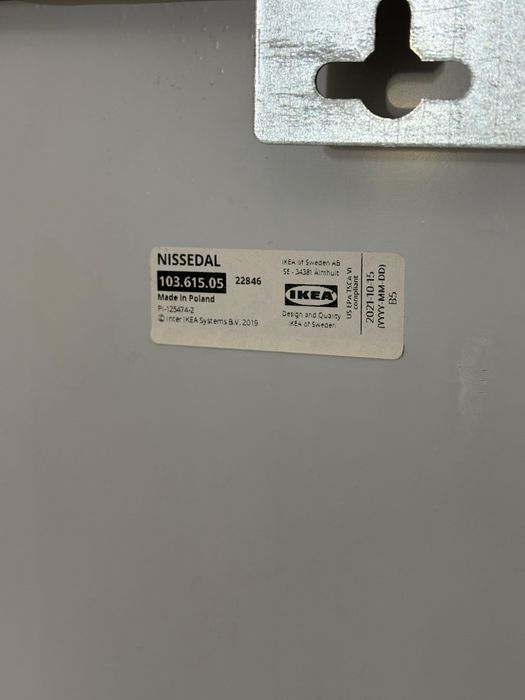 NISSEDAL
103.615.05 22846
Made in Poland
PI-125474-2
© Inter IKEA Systems B.V. 2019
IKEA of Sweden AB
SE - 34381 Älmhult
IKEA
Design and Quality
IKEA of Sweden
US EPA TSCA VI
compliant
2021-10-15
(YYYY-MM-DD)
B5